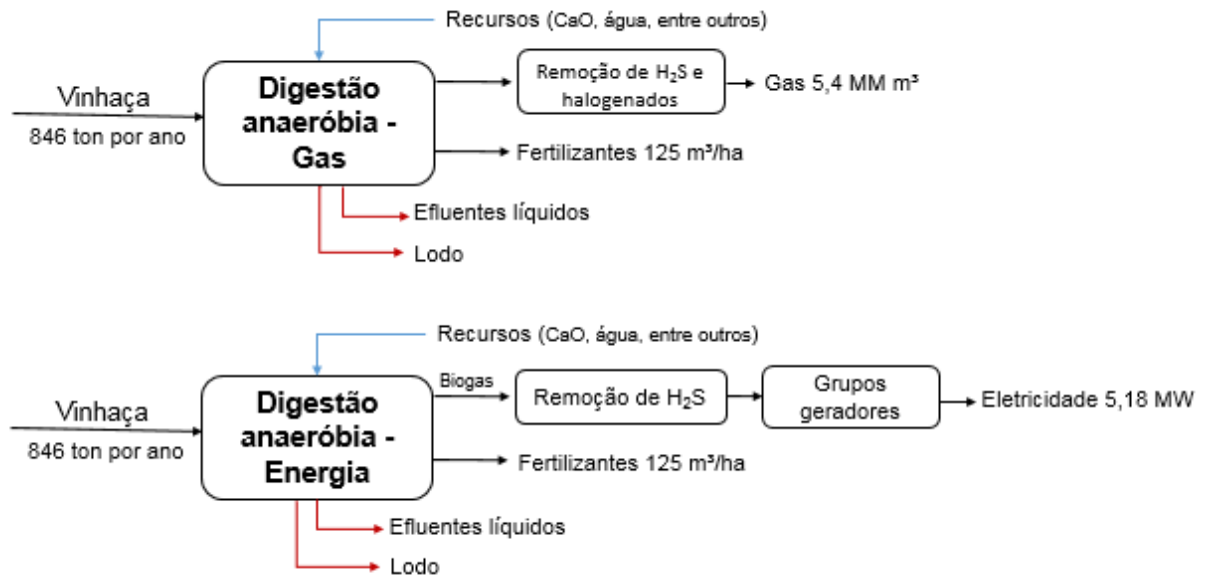 Recursos (CaO, água, entre outros)
Vinhaça
846 ton por ano
Digestão
anaeróbia -
Gas
Remoção de H₂S e
halogenados
Gas 5,4 MM m³
Fertilizantes 125 m³/ha
Efluentes líquidos
Lodo
Recursos (CaO, água, entre outros)
Vinhaça
846 ton por ano
Digestão
anaeróbia -
Energia
Biogas
Remoção de H₂S
Grupos
geradores
Eletricidade 5,18 MW
Fertilizantes 125 m³/ha
Efluentes líquidos
Lodo